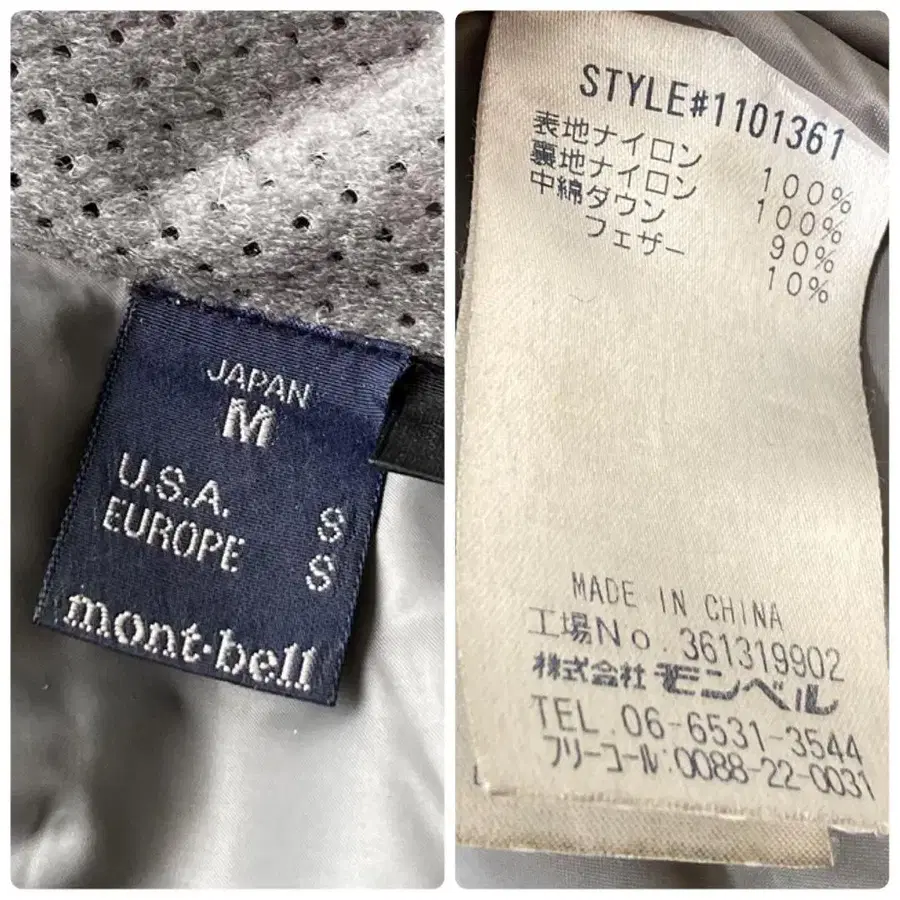 JAPAN
M
U.S.A. S
EUROPE S
mont-bell
STYLE#1101361
表地ナイロン 100%
裏地ナイロン 100%
中綿ダウン 90%
フェザー 10%
MADE IN CHINA
工場No. 361319902
株式会社 モンベル
TEL. 06-6531-3544
フリーコール:0088-22-0031